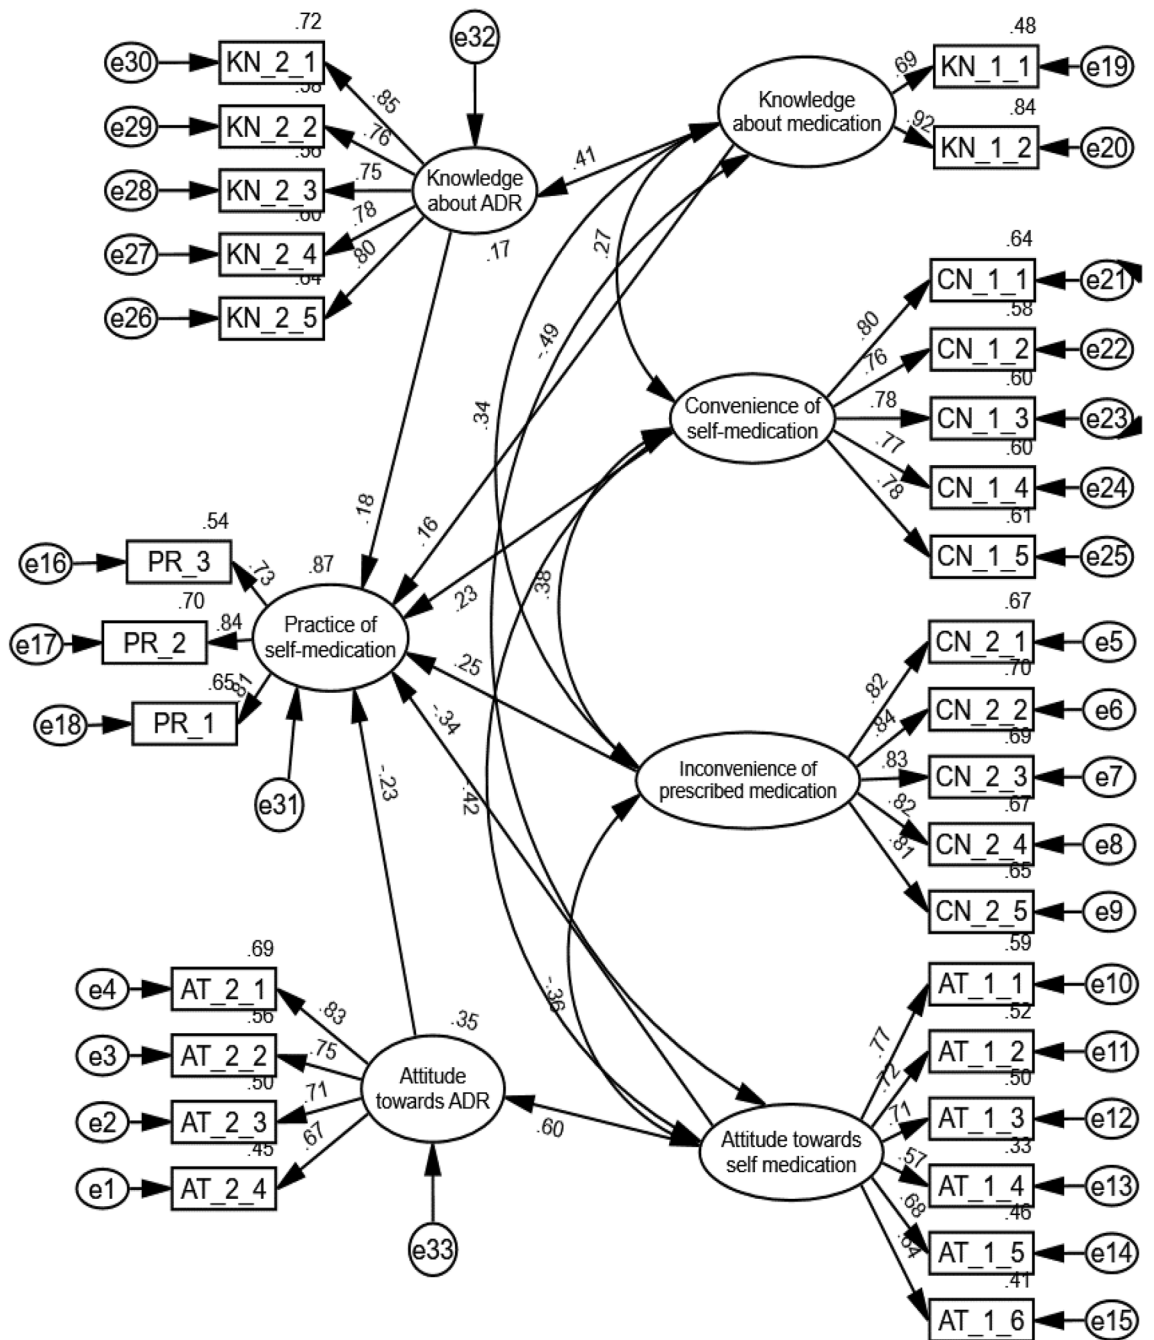 .72
e30
KN_2_1
.58
e29
KN_2_2
.56
e28
KN_2_3
.60
e27
KN_2_4
.64
e26
KN_2_5
.85
.76
.75
.78
.80
e32
Knowledge
about ADR
.17
.41
Knowledge
about medication
.69
.92
.48
KN_1_1
e19
.84
KN_1_2
e20
.27
-.49
.34
.18
.16
.23
.38
.25
-.34
.42
-.23
-.36
.60
Convenience of
self-medication
.80
.76
.78
.77
.78
.64
CN_1_1
e21
.58
CN_1_2
e22
.60
CN_1_3
e23
.60
CN_1_4
e24
.61
CN_1_5
e25
.54
e16
PR_3
.73
.70
e17
PR_2
.84
.65
.81
e18
PR_1
.87
Practice of
self-medication
e31
Inconvenience of
prescribed medication
.82
.84
.83
.82
.81
.67
CN_2_1
e5
.70
CN_2_2
e6
.69
CN_2_3
e7
.67
CN_2_4
e8
.65
CN_2_5
e9
.69
e4
AT_2_1
.56
e3
AT_2_2
.50
e2
AT_2_3
.45
e1
AT_2_4
.83
.75
.71
.67
.35
Attitude
towards ADR
e33
Attitude towards
self medication
.77
.72
.71
.57
.68
.64
.59
AT_1_1
e10
.52
AT_1_2
e11
.50
AT_1_3
e12
.33
AT_1_4
e13
.46
AT_1_5
e14
.41
AT_1_6
e15